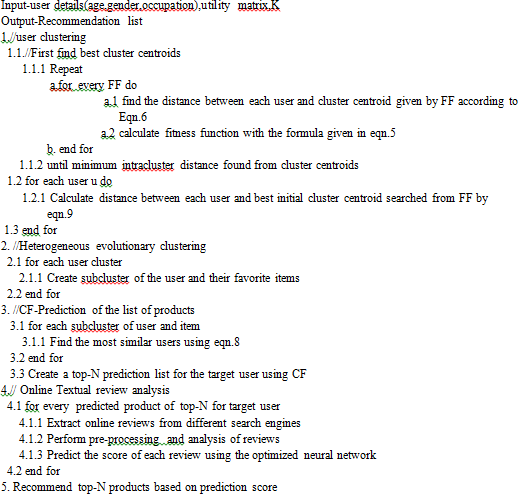 Input-user details(age,gender,occupation),utility matrix,K
Output-Recommendation list
1.//user clustering
1.1.//First find best cluster centroids
1.1.1 Repeat
a.for every FF do
a.1 find the distance between each user and cluster centroid given by FF according to
Eqn.6
a.2 calculate fitness function with the formula given in eqn.5
b. end for
1.1.2 until minimum intracluster distance found from cluster centroids
1.2 for each user u do
1.2.1 Calculate distance between each user and best initial cluster centroid searched from FF by
eqn.9
1.3 end for
2. //Heterogeneous evolutionary clustering
2.1 for each user cluster
2.1.1 Create subcluster of the user and their favorite items
2.2 end for
3. //CF-Prediction of the list of products
3.1 for each subcluster of user and item
3.1.1 Find the most similar users using eqn.8
3.2 end for
3.3 Create a top-N prediction list for the target user using CF
4.// Online Textual review analysis
4.1 for every predicted product of top-N for target user
4.1.1 Extract online reviews from different search engines
4.1.2 Perform pre-processing and analysis of reviews
4.1.3 Predict the score of each review using the optimized neural network
4.2 end for
5. Recommend top-N products based on prediction score